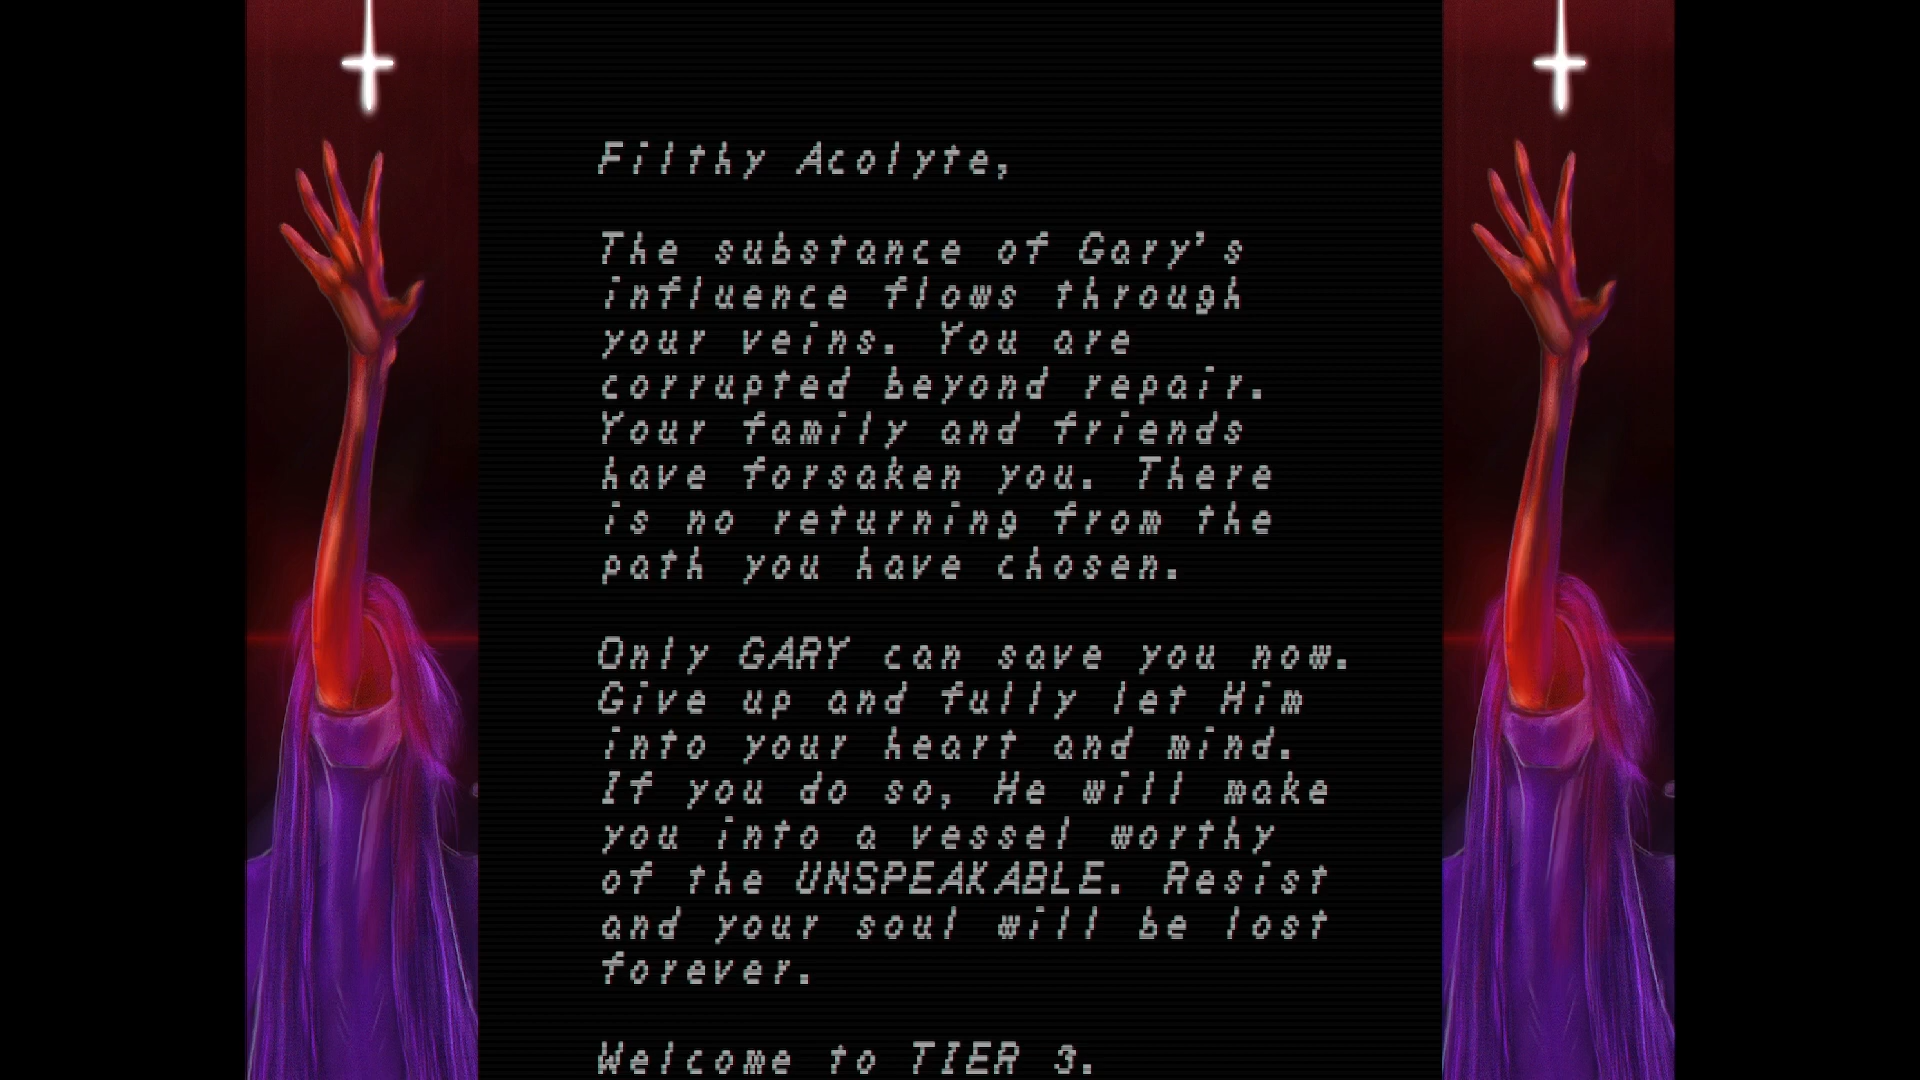 Filthy Acolyte,
The substance of Gary's
influence flows through
your veins. You are
corrupted beyond repair.
Your family and friends
have forsaken you. There
is no returning from the
path you have chosen.
Only GARY can save you now.
Give up and fully let Him
into your heart and mind.
If you do so, He will make
you into a vessel worthy
of the UNSPEAKABLE. Resist
and your soul will be lost
forever.
Welcome to TIER 3.